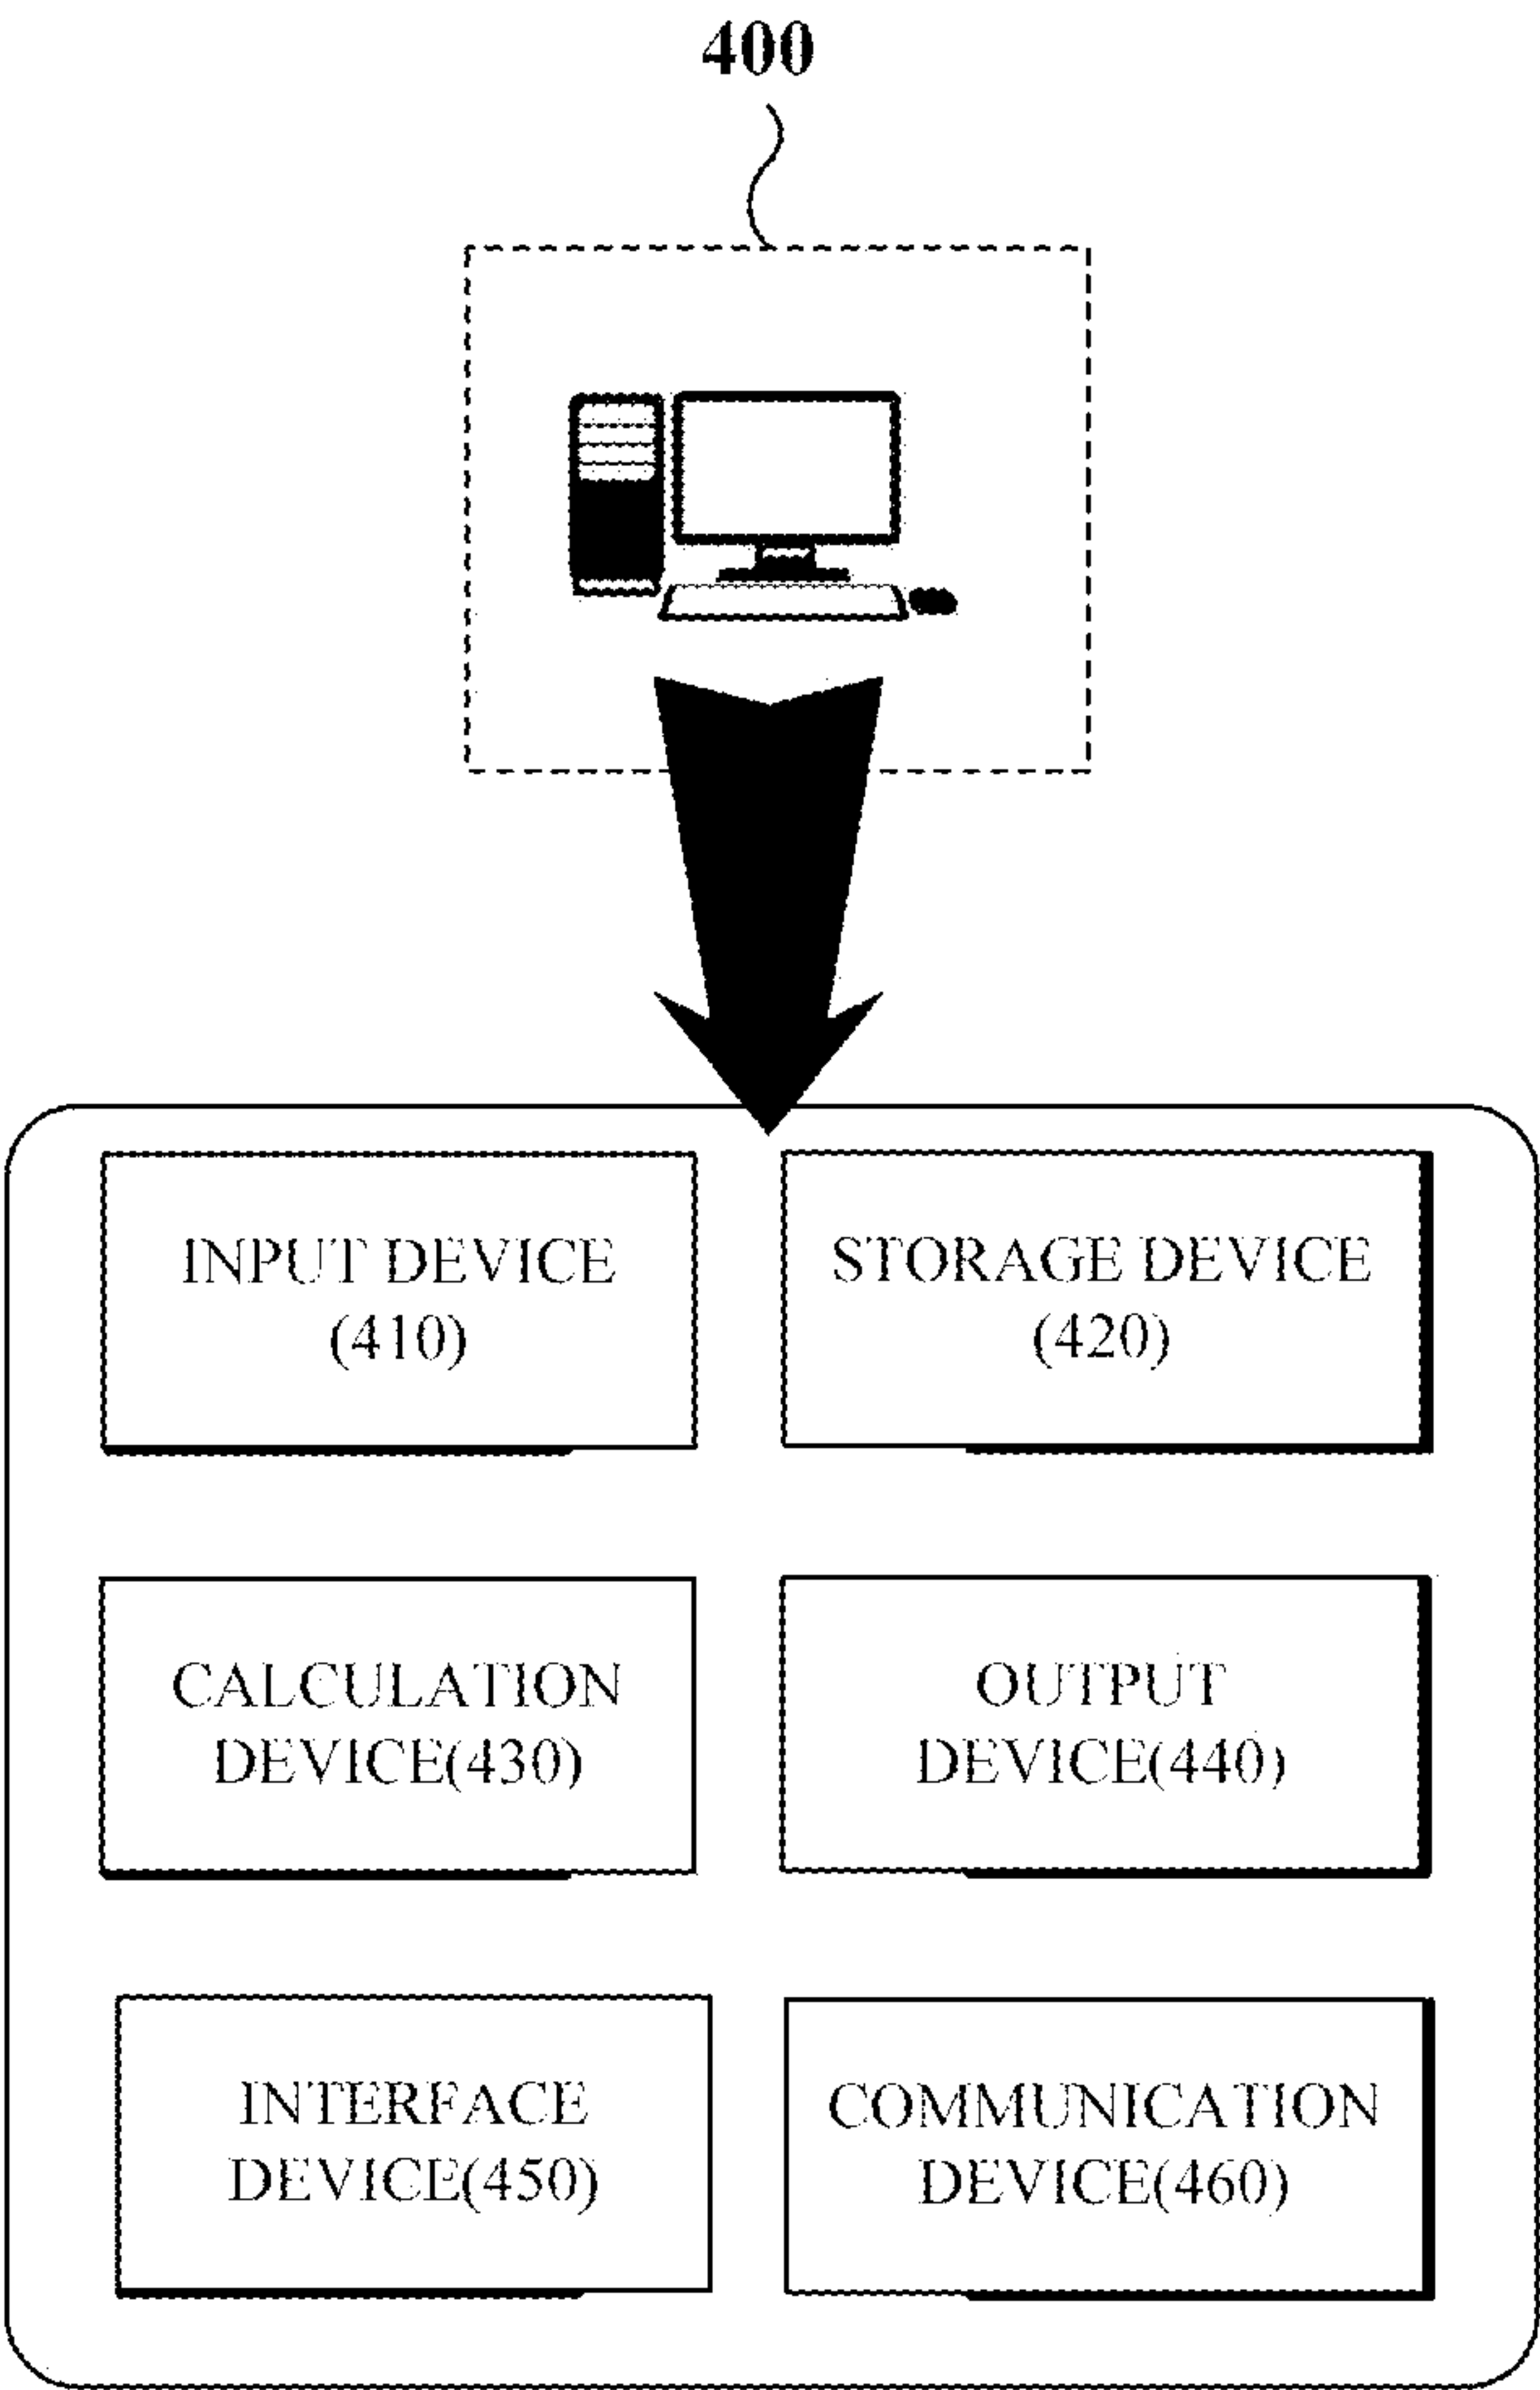 400
INPUT DEVICE
(410)
STORAGE DEVICE
(420)
CALCULATION
DEVICE(430)
OUTPUT
DEVICE(440)
INTERFACE
DEVICE(450)
COMMUNICATION
DEVICE(460)